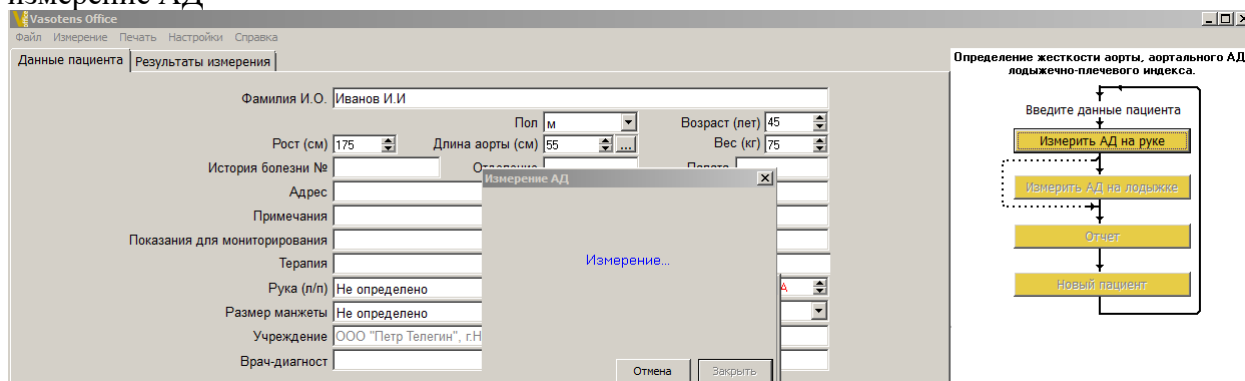 измерение АД
Vasotens Office
Файл Измерение Печать Настройки Справка
Данные пациента Результаты измерения
Определение жесткости аорты, аортального АД
лодыжечно-плечевого индекса.
Фамилия И.О. Иванов И.И
Введите данные пациента
Пол м Возраст (лет) 45
Измерить АД на руке
Рост (см) 175 Длина аорты (см) 55 ... Вес (кг) 75
История болезни №
Измерение АД
Адрес
Измерить АД на лодыжке
Примечания
Показания для мониторирования
Отчет
Терапия
Измерение...
Рука (л/п) Не определено
Новый пациент
Размер манжеты Не определено
Учреждение ООО "Петр Телегин", г.Н
Врач-диагност
Отмена Закрыть